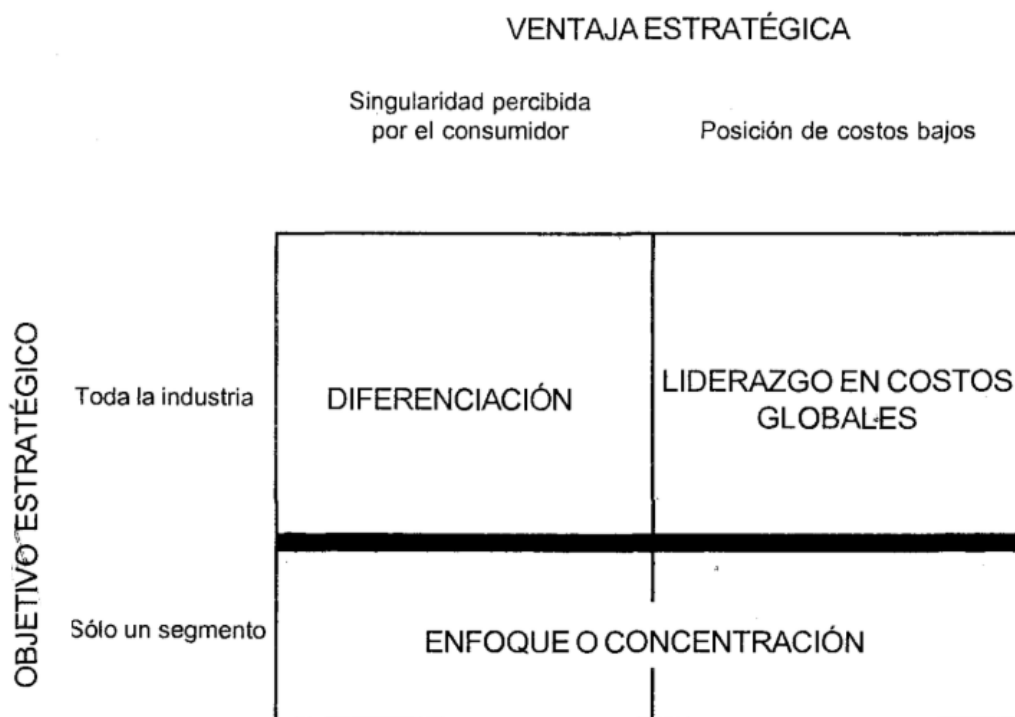 VENTAJA ESTRATÉGICA
Singularidad percibida
por el consumidor
Posición de costos bajos
OBJETIVO ESTRATÉGICO
Toda la industria
DIFERENCIACIÓN
LIDERAZGO EN COSTOS
GLOBALES
Sólo un segmento
ENFOQUE O CONCENTRACIÓN